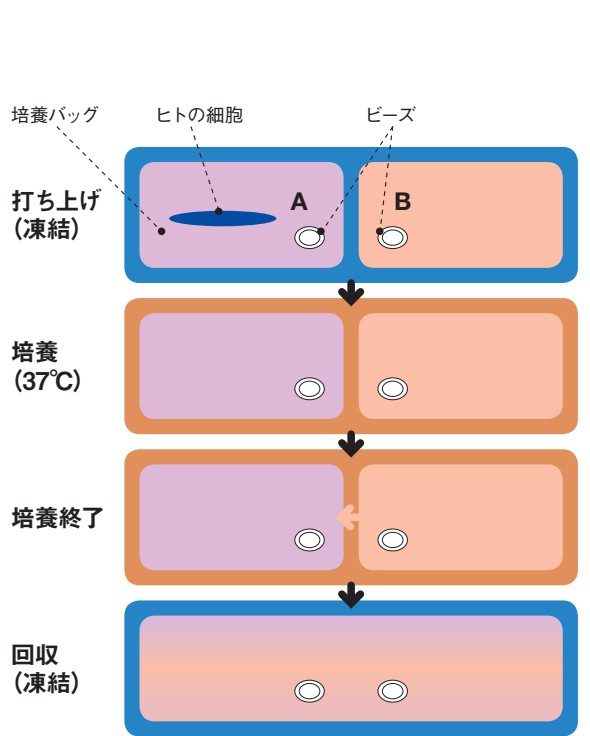 培養バッグ
ヒトの細胞
ビーズ
打ち上げ
(凍結)
A
B
培養
(37℃)
培養終了
回収
(凍結)